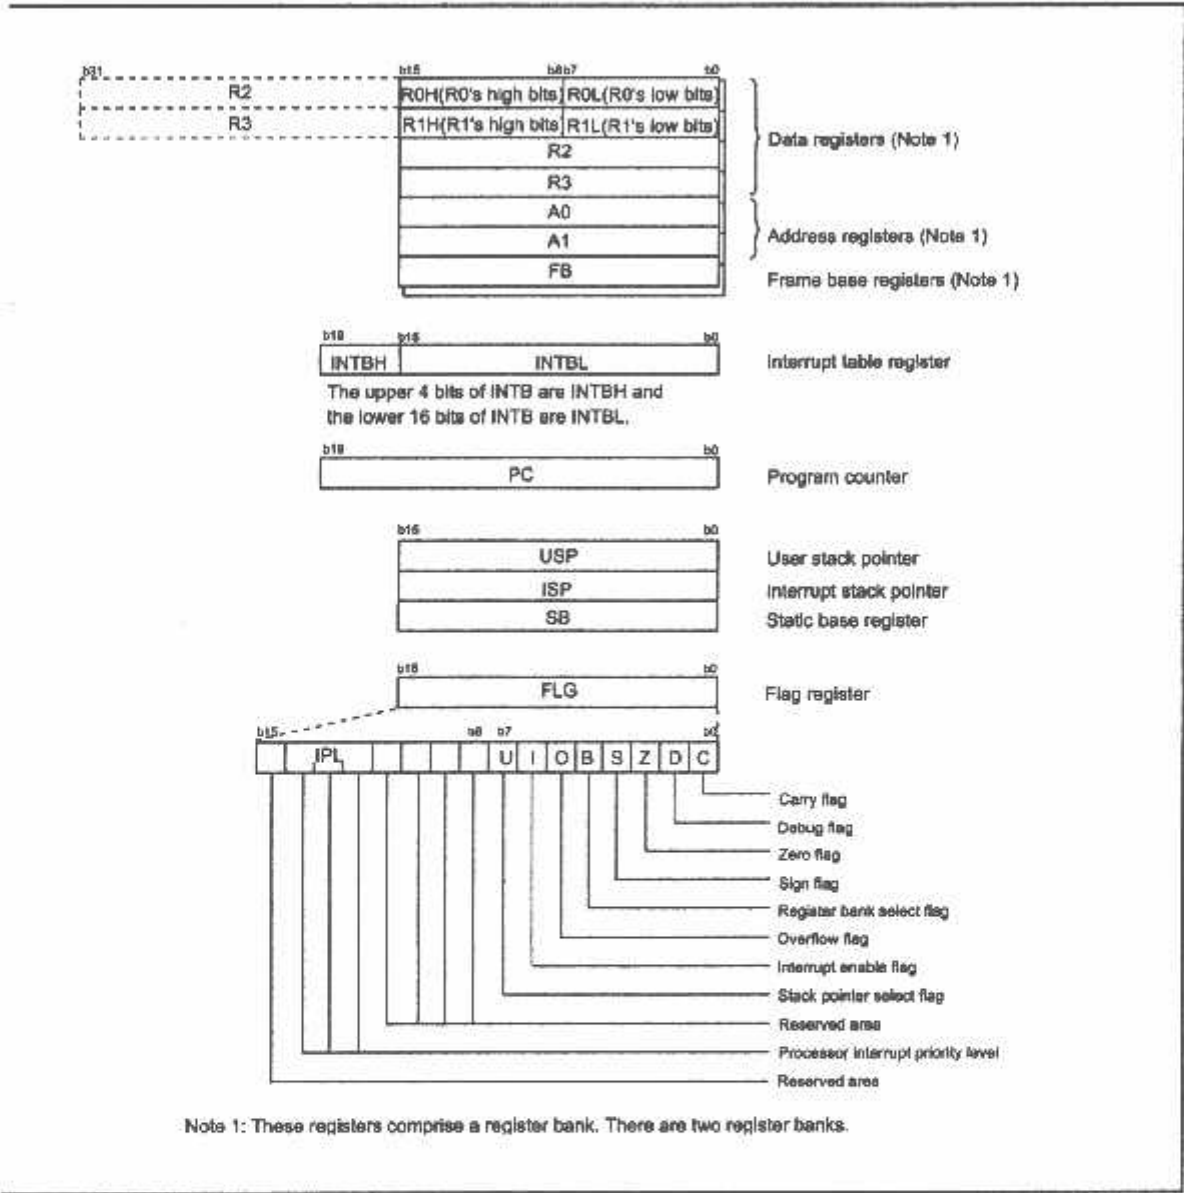 b31 b15 b8b7 b0
R2 R0H(R0's high bits) R0L(R0's low bits)
R3 R1H(R1's high bits) R1L(R1's low bits)
Data registers (Note 1)
R2
R3
A0
Address registers (Note 1)
A1
FB
Frame base registers (Note 1)
b19 b15 b0
INTBH INTBL Interrupt table register
The upper 4 bits of INTB are INTBH and
the lower 16 bits of INTB are INTBL.
b19 b0
PC Program counter
b15 b0
USP User stack pointer
ISP Interrupt stack pointer
SB Static base register
b15 b0
FLG Flag register
b15 b8 b7 b0
IPL U I O B S Z D C
Carry flag
Debug flag
Zero flag
Sign flag
Register bank select flag
Overflow flag
Interrupt enable flag
Stack pointer select flag
Reserved area
Processor interrupt priority level
Reserved area
Note 1: These registers comprise a register bank. There are two register banks.